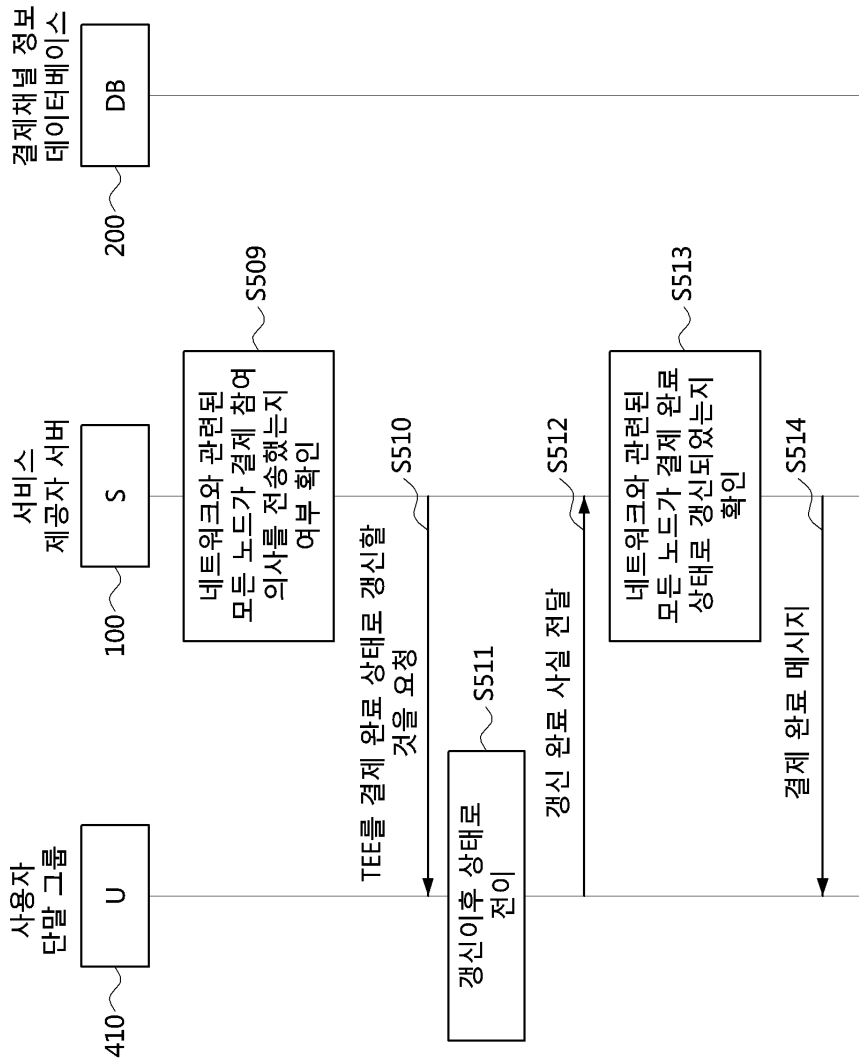 사용자
단말 그룹
U
410
서비스
제공자 서버
S
100
결제채널 정보
데이터베이스
DB
200
네트워크와 관련된
모든 노드가 결제 참여
의사를 전송했는지
여부 확인
S509
TEE를 결제 완료 상태로 갱신할
것을 요청
S510
갱신이후 상태로
전이
S511
갱신 완료 사실 전달
S512
네트워크와 관련된
모든 노드가 결제 완료
상태로 갱신되었는지
확인
S513
결제 완료 메시지
S514